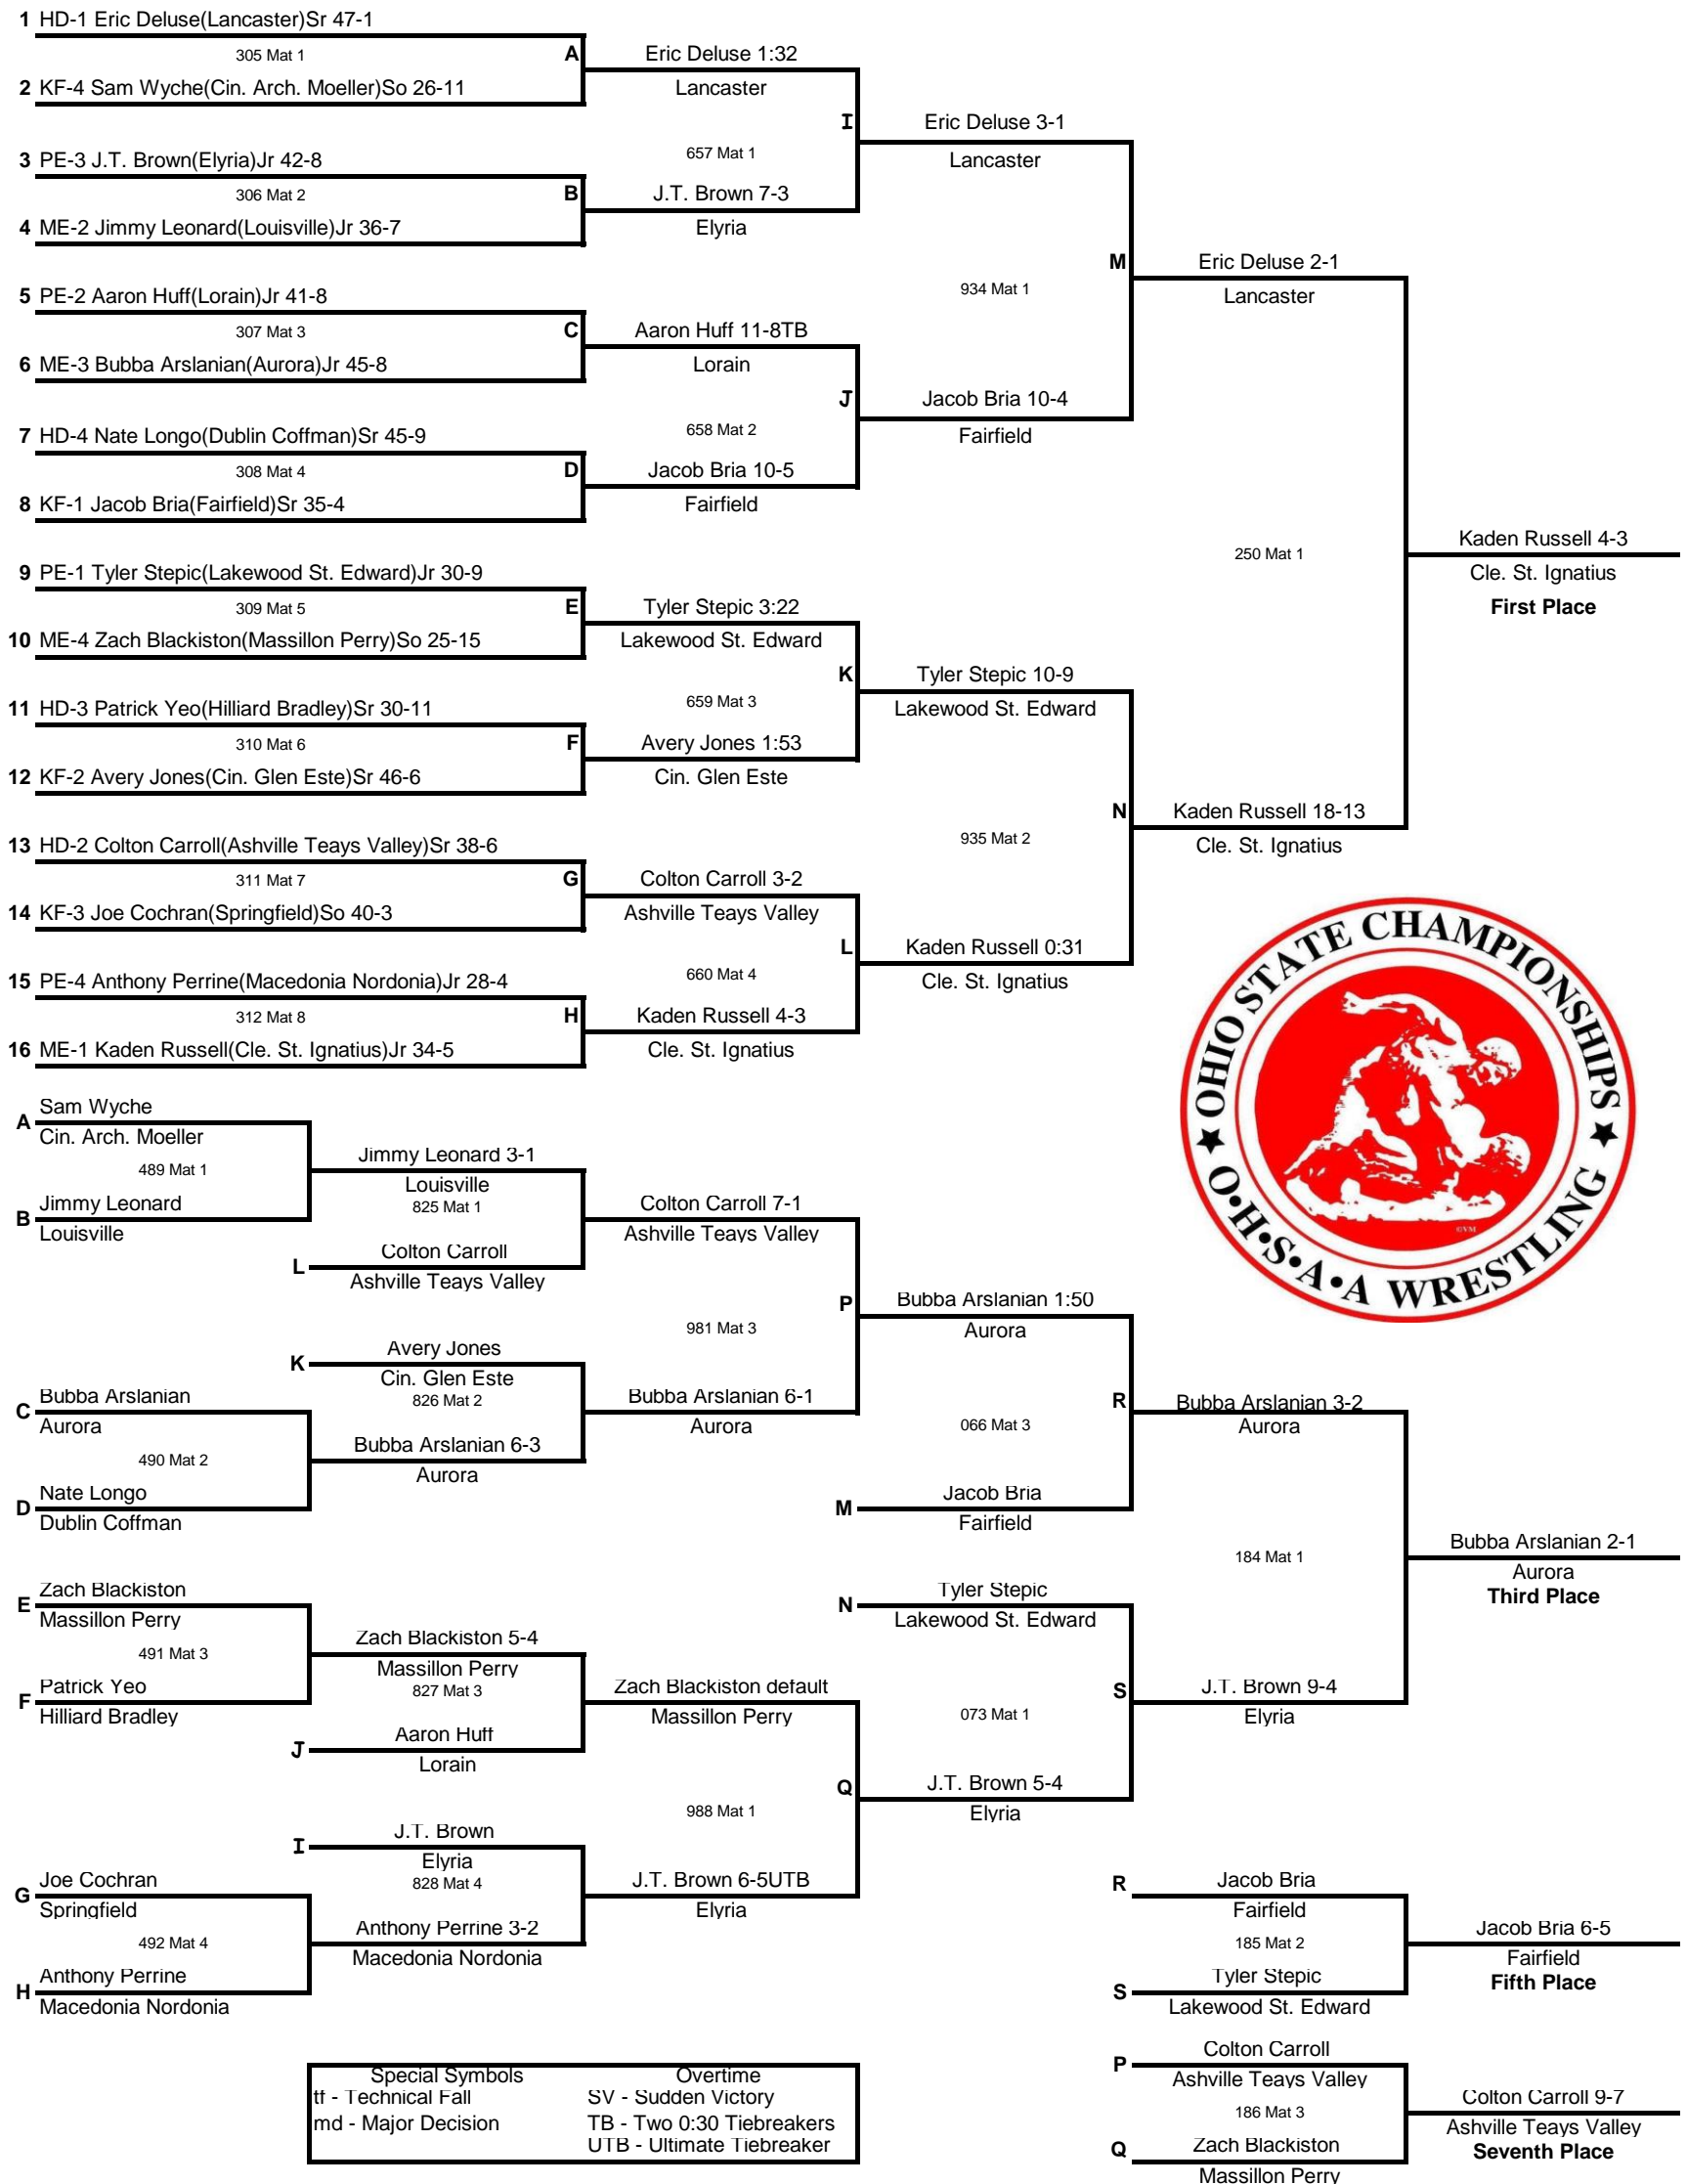 1 HD-1 Eric Deluse(Lancaster)Sr 47-1
305 Mat 1
A
2 KF-4 Sam Wyche(Cin. Arch. Moeller)So 26-11
Eric Deluse 1:32
Lancaster
I
657 Mat 1
3 PE-3 J.T. Brown(Elyria)Jr 42-8
306 Mat 2
B
4 ME-2 Jimmy Leonard(Louisville)Jr 36-7
J.T. Brown 7-3
Elyria
Eric Deluse 3-1
Lancaster
M
934 Mat 1
5 PE-2 Aaron Huff(Lorain)Jr 41-8
307 Mat 3
C
6 ME-3 Bubba Arslanian(Aurora)Jr 45-8
Aaron Huff 11-8TB
Lorain
J
658 Mat 2
7 HD-4 Nate Longo(Dublin Coffman)Sr 45-9
308 Mat 4
D
8 KF-1 Jacob Bria(Fairfield)Sr 35-4
Jacob Bria 10-5
Fairfield
Jacob Bria 10-4
Fairfield
Eric Deluse 2-1
Lancaster
250 Mat 1
Kaden Russell 4-3
Cle. St. Ignatius
First Place
9 PE-1 Tyler Stepic(Lakewood St. Edward)Jr 30-9
309 Mat 5
E
10 ME-4 Zach Blackiston(Massillon Perry)So 25-15
Tyler Stepic 3:22
Lakewood St. Edward
K
659 Mat 3
11 HD-3 Patrick Yeo(Hilliard Bradley)Sr 30-11
310 Mat 6
F
12 KF-2 Avery Jones(Cin. Glen Este)Sr 46-6
Avery Jones 1:53
Cin. Glen Este
Tyler Stepic 10-9
Lakewood St. Edward
N
935 Mat 2
Kaden Russell 18-13
Cle. St. Ignatius
13 HD-2 Colton Carroll(Ashville Teays Valley)Sr 38-6
311 Mat 7
G
14 KF-3 Joe Cochran(Springfield)So 40-3
Colton Carroll 3-2
Ashville Teays Valley
L
660 Mat 4
15 PE-4 Anthony Perrine(Macedonia Nordonia)Jr 28-4
312 Mat 8
H
16 ME-1 Kaden Russell(Cle. St. Ignatius)Jr 34-5
Kaden Russell 4-3
Cle. St. Ignatius
Kaden Russell 0:31
Cle. St. Ignatius
★ OHIO STATE CHAMPIONSHIPS ★
O•H•S•A•A WRESTLING
©VM
A Sam Wyche
Cin. Arch. Moeller
489 Mat 1
B Jimmy Leonard
Louisville
Jimmy Leonard 3-1
Louisville
825 Mat 1
L Colton Carroll
Ashville Teays Valley
Colton Carroll 7-1
Ashville Teays Valley
P
981 Mat 3
K Avery Jones
Cin. Glen Este
826 Mat 2
C Bubba Arslanian
Aurora
490 Mat 2
D Nate Longo
Dublin Coffman
Bubba Arslanian 6-3
Aurora
Bubba Arslanian 6-1
Aurora
Bubba Arslanian 1:50
Aurora
R
066 Mat 3
M Jacob Bria
Fairfield
Bubba Arslanian 3-2
Aurora
184 Mat 1
Bubba Arslanian 2-1
Aurora
Third Place
E Zach Blackiston
Massillon Perry
491 Mat 3
F Patrick Yeo
Hilliard Bradley
Zach Blackiston 5-4
Massillon Perry
827 Mat 3
J Aaron Huff
Lorain
Zach Blackiston default
Massillon Perry
Q
988 Mat 1
N Tyler Stepic
Lakewood St. Edward
S
073 Mat 1
J.T. Brown 9-4
Elyria
J.T. Brown 5-4
Elyria
I J.T. Brown
Elyria
828 Mat 4
G Joe Cochran
Springfield
492 Mat 4
H Anthony Perrine
Macedonia Nordonia
Anthony Perrine 3-2
Macedonia Nordonia
J.T. Brown 6-5UTB
Elyria
R Jacob Bria
Fairfield
185 Mat 2
S Tyler Stepic
Lakewood St. Edward
Jacob Bria 6-5
Fairfield
Fifth Place
P Colton Carroll
Ashville Teays Valley
186 Mat 3
Q Zach Blackiston
Massillon Perry
Colton Carroll 9-7
Ashville Teays Valley
Seventh Place
Special Symbols Overtime
tf - Technical Fall SV - Sudden Victory
md - Major Decision TB - Two 0:30 Tiebreakers
UTB - Ultimate Tiebreaker